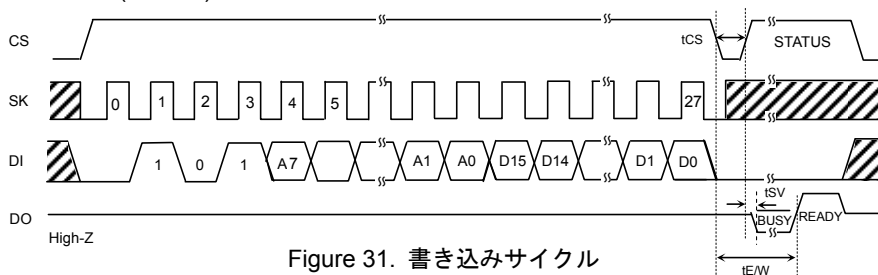 CS tCS STATUS
SK 0 1 2 3 4 5 27
DI 1 0 1 A7 A1 A0 D15 D14 D1 D0
tSV
DO BUSY READY
High-Z
Figure 31. 書き込みサイクル
tE/W